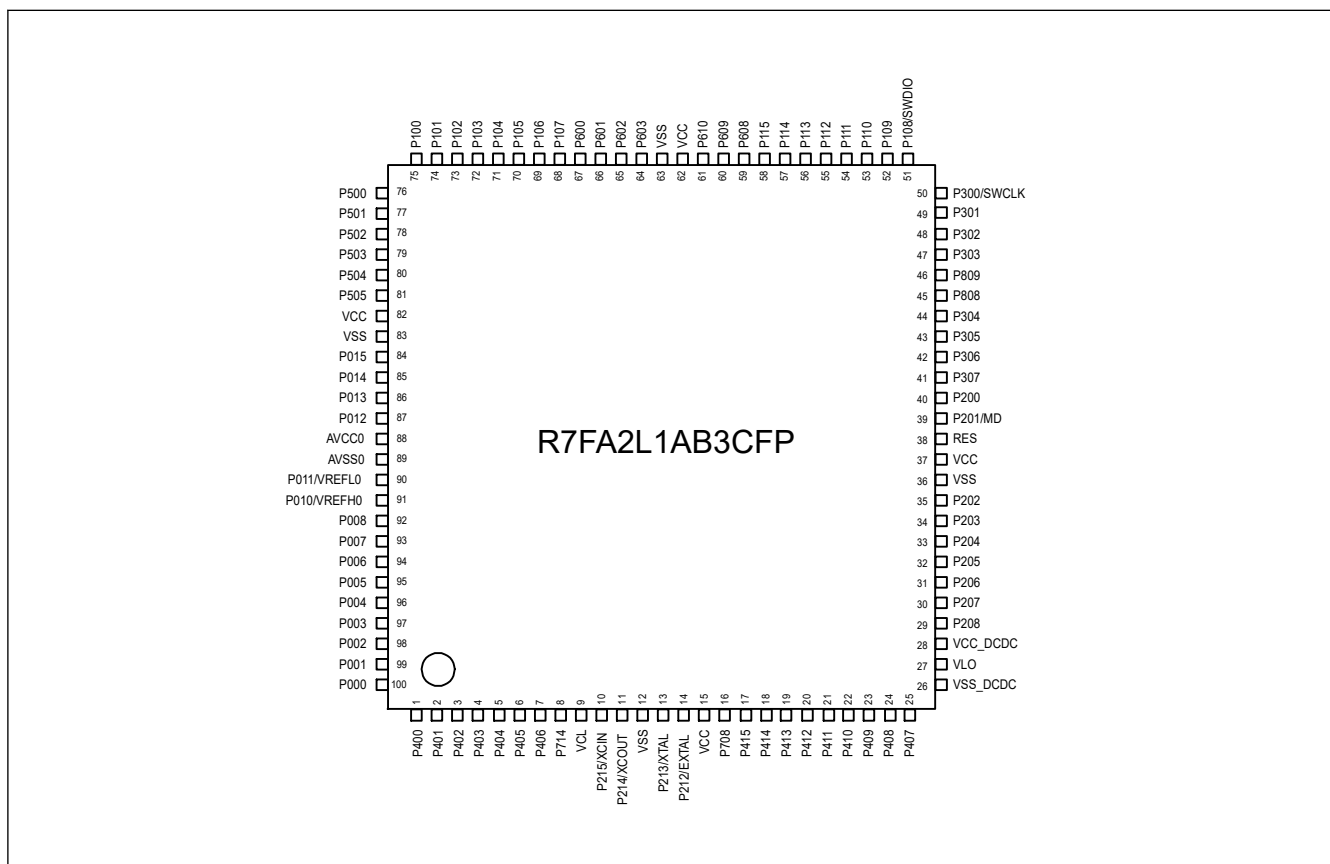 P100
P101
P102
P103
P104
P105
P106
P107
P600
P601
P602
P603
VSS
VCC
P610
P609
P608
P115
P114
P113
P112
P111
P110
P109
P108/SWDIO
75
74
73
72
71
70
69
68
67
66
65
64
63
62
61
60
59
58
57
56
55
54
53
52
51
P500 76
P501 77
P502 78
P503 79
P504 80
P505 81
VCC 82
VSS 83
P015 84
P014 85
P013 86
P012 87
AVCC0 88
AVSS0 89
P011/VREFL0 90
P010/VREFH0 91
P008 92
P007 93
P006 94
P005 95
P004 96
P003 97
P002 98
P001 99
P000 100
R7FA2L1AB3CFP
50 P300/SWCLK
49 P301
48 P302
47 P303
46 P809
45 P808
44 P304
43 P305
42 P306
41 P307
40 P200
39 P201/MD
38 RES
37 VCC
36 VSS
35 P202
34 P203
33 P204
32 P205
31 P206
30 P207
29 P208
28 VCC_DCDC
27 VLO
26 VSS_DCDC
1
2
3
4
5
6
7
8
9
10
11
12
13
14
15
16
17
18
19
20
21
22
23
24
25
P400
P401
P402
P403
P404
P405
P406
P714
VCL
P215/XCIN
P214/XCOUT
VSS
P213/XTAL
P212/EXTAL
VCC
P708
P415
P414
P413
P412
P411
P410
P409
P408
P407